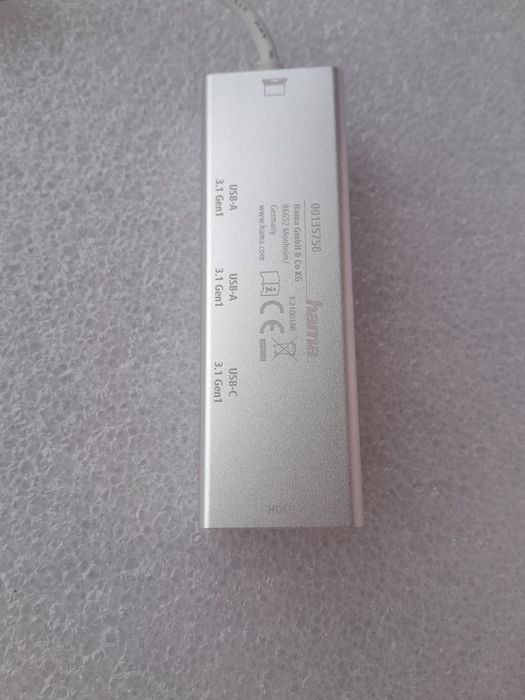 00135756
hama
Hama GmbH & Co KG
86652 Monheim/
Germany
www.hama.com
CE
USB-A
3.1 Gen1
USB-A
3.1 Gen1
USB-C
3.1 Gen1
HDMI